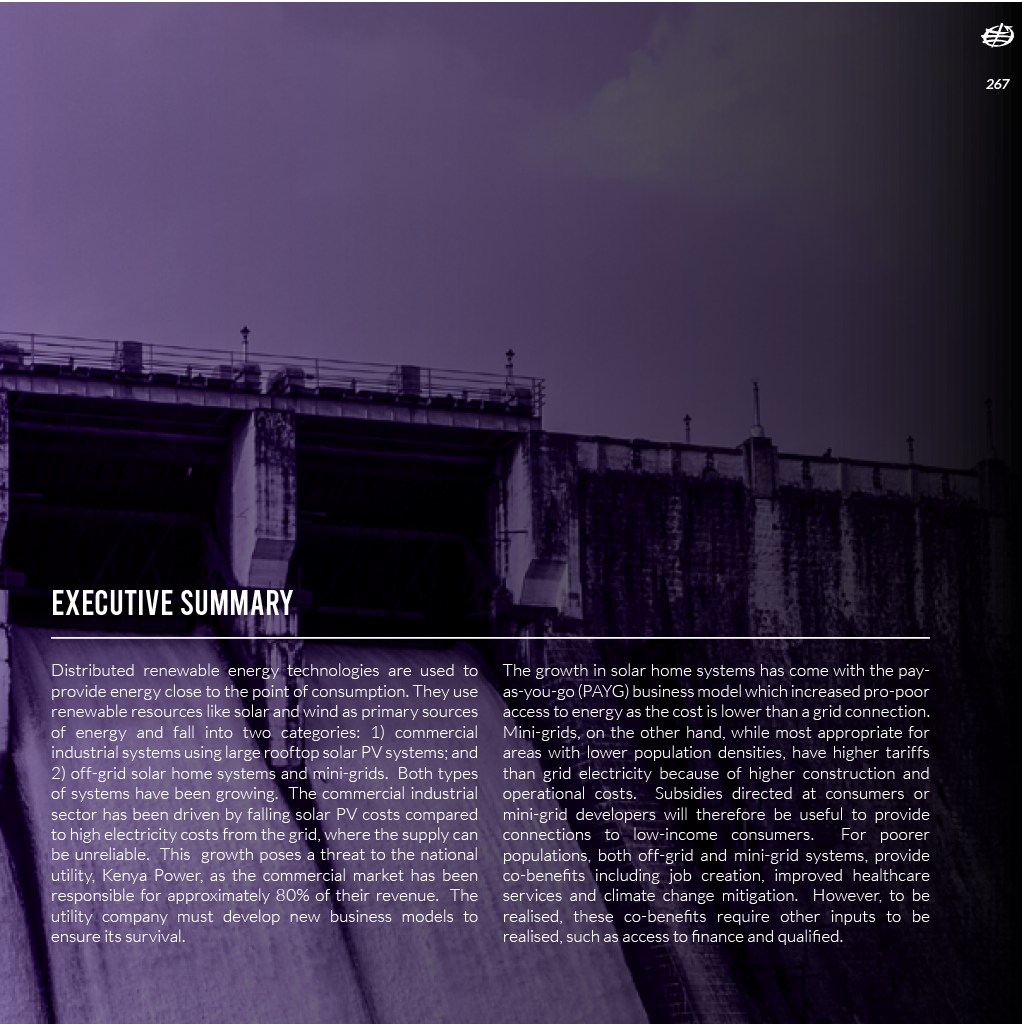 267
EXECUTIVE SUMMARY
Distributed renewable energy technologies are used to
provide energy close to the point of consumption. They use
renewable resources like solar and wind as primary sources
of energy and fall into two categories: 1) commercial
industrial systems using large rooftop solar PV systems; and
2) off-grid solar home systems and mini-grids. Both types
of systems have been growing. The commercial industrial
sector has been driven by falling solar PV costs compared
to high electricity costs from the grid, where the supply can
be unreliable. This growth poses a threat to the national
utility, Kenya Power, as the commercial market has been
responsible for approximately 80% of their revenue. The
utility company must develop new business models to
ensure its survival.
The growth in solar home systems has come with the pay-
as-you-go (PAYG) business model which increased pro-poor
access to energy as the cost is lower than a grid connection.
Mini-grids, on the other hand, while most appropriate for
areas with lower population densities, have higher tariffs
than grid electricity because of higher construction and
operational costs. Subsidies directed at consumers or
mini-grid developers will therefore be useful to provide
connections to low-income consumers. For poorer
populations, both off-grid and mini-grid systems, provide
co-benefits including job creation, improved healthcare
services and climate change mitigation. However, to be
realised, these co-benefits require other inputs to be
realised, such as access to finance and qualified.